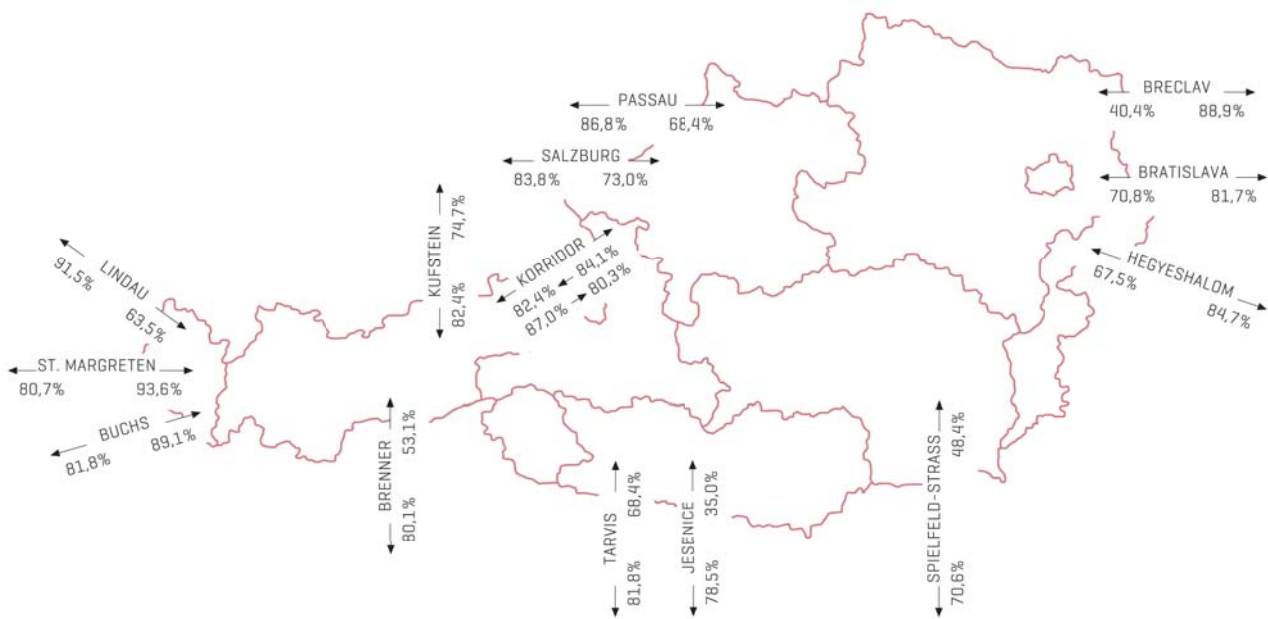 PASSAU
86,8% 68,4%
BRECLAV
40,4% 88,9%
SALZBURG
83,8% 73,0%
BRATISLAVA
70,8% 81,7%
KUFSTEIN
74,7%
82,4%
KORRIDOR
82,4% 84,1%
87,0% 80,3%
HEGYESHALOM
67,5%
84,7%
LINDAU
91,5%
63,5%
ST. MARGRETEN
80,7% 93,6%
BUCHS
81,8% 89,1%
BRENNER
53,1%
80,1%
TARVIS
68,4%
81,8%
JESENICE
35,0%
78,5%
SPIELFELD-STRASS
48,4%
70,6%